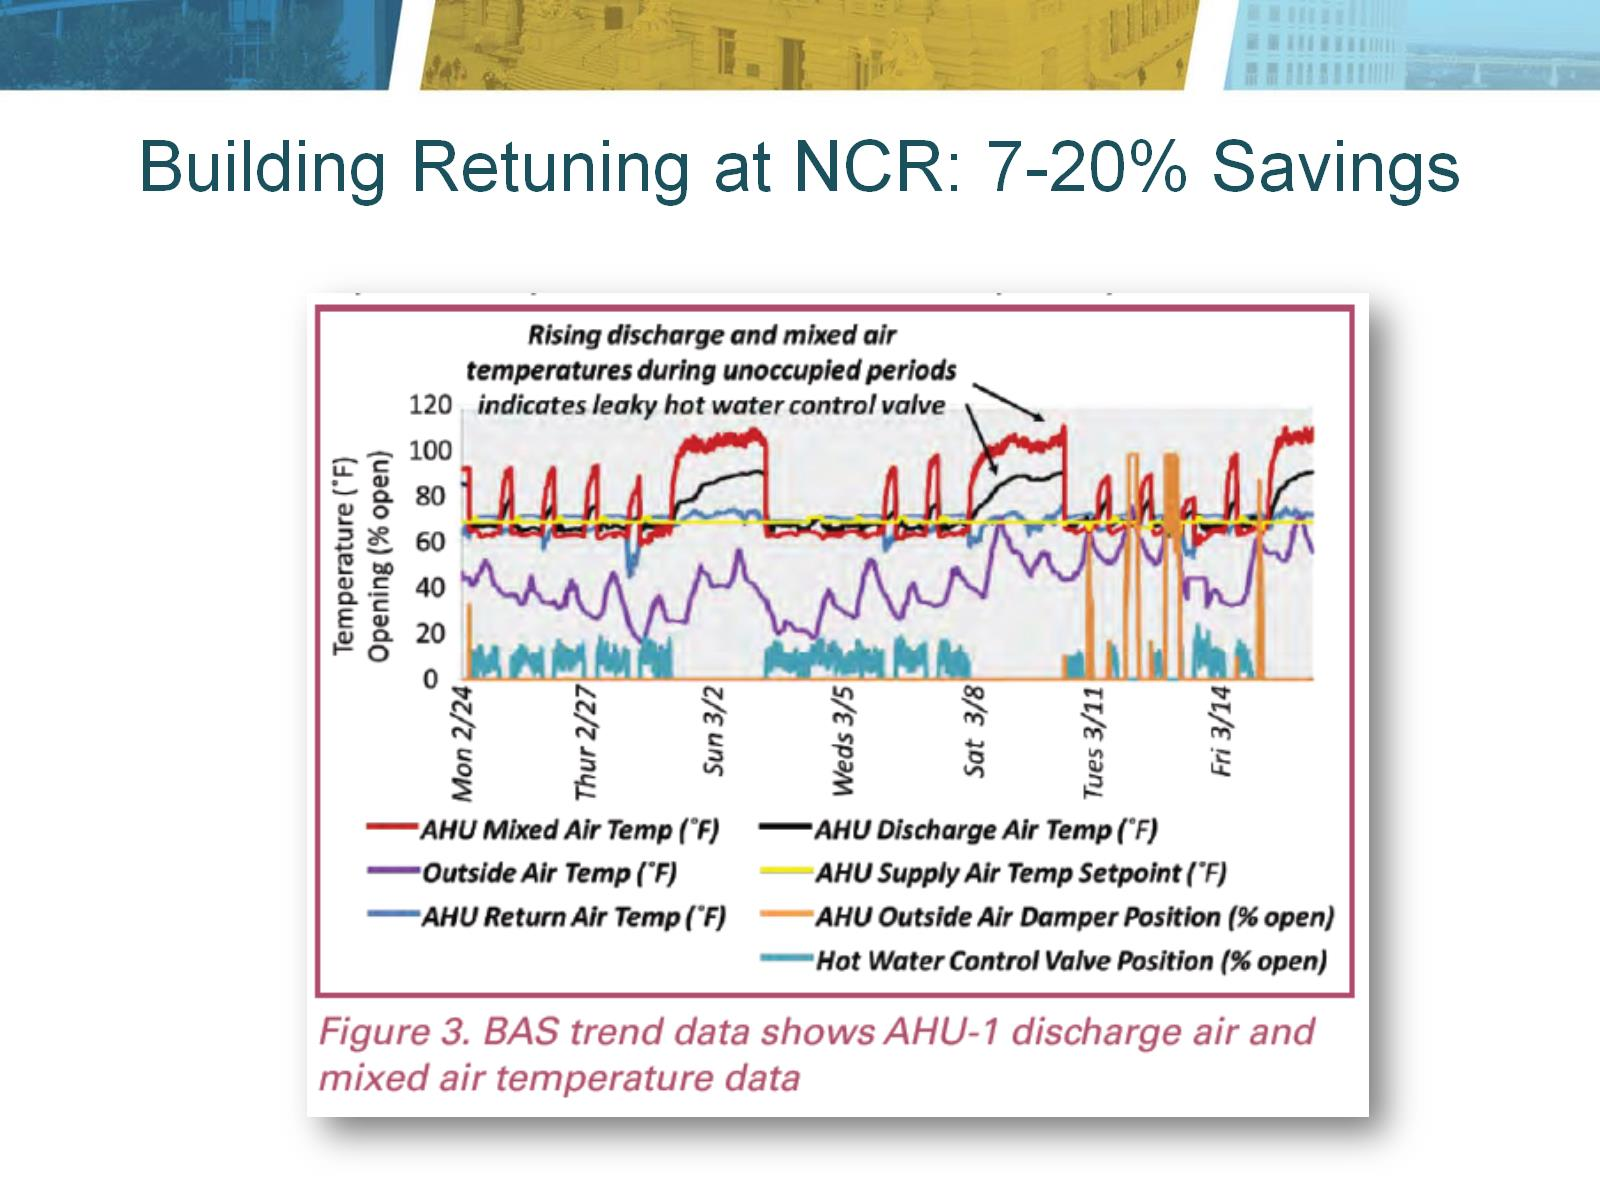 Building Retuning at NCR: 7-20% Savings
Rising discharge and mixed air
temperatures during unoccupied periods
indicates leaky hot water control valve
Temperature (˚F)
Opening (% open)
120
100
80
60
40
20
0
Mon 2/24
Thur 2/27
Sun 3/2
Weds 3/5
Sat 3/8
Tues 3/11
Fri 3/14
AHU Mixed Air Temp (˚F)
AHU Discharge Air Temp (˚F)
Outside Air Temp (˚F)
AHU Supply Air Temp Setpoint (˚F)
AHU Return Air Temp (˚F)
AHU Outside Air Damper Position (% open)
Hot Water Control Valve Position (% open)
Figure 3. BAS trend data shows AHU-1 discharge air and
mixed air temperature data